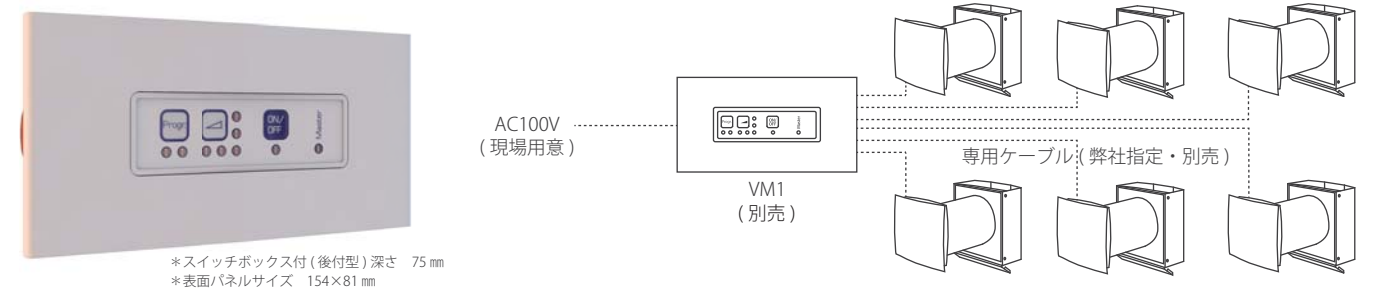 Progr
ON/
OFF
Master
＊スイッチボックス付 ( 後付型 ) 深さ　75 ㎜
＊表面パネルサイズ　154×81 ㎜
AC100V
( 現場用意 )
VM1
( 別売 )
専用ケーブル ( 弊社指定・別売 )